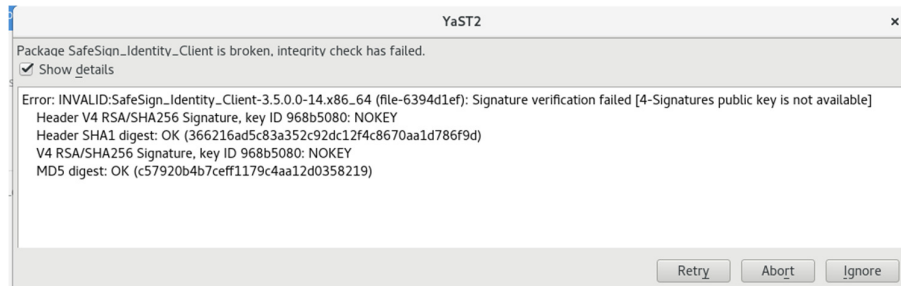 YaST2
×
Package SafeSign_Identity_Client is broken, integrity check has failed.
Show details
Error: INVALID:SafeSign_Identity_Client-3.5.0.0-14.x86_64 (file-6394d1ef): Signature verification failed [4-Signatures public key is not available]
Header V4 RSA/SHA256 Signature, key ID 968b5080: NOKEY
Header SHA1 digest: OK (366216ad5c83a352c92dc12f4c8670aa1d786f9d)
V4 RSA/SHA256 Signature, key ID 968b5080: NOKEY
MD5 digest: OK (c57920b4b7ceff1179c4aa12d0358219)
Retry Abort Ignore